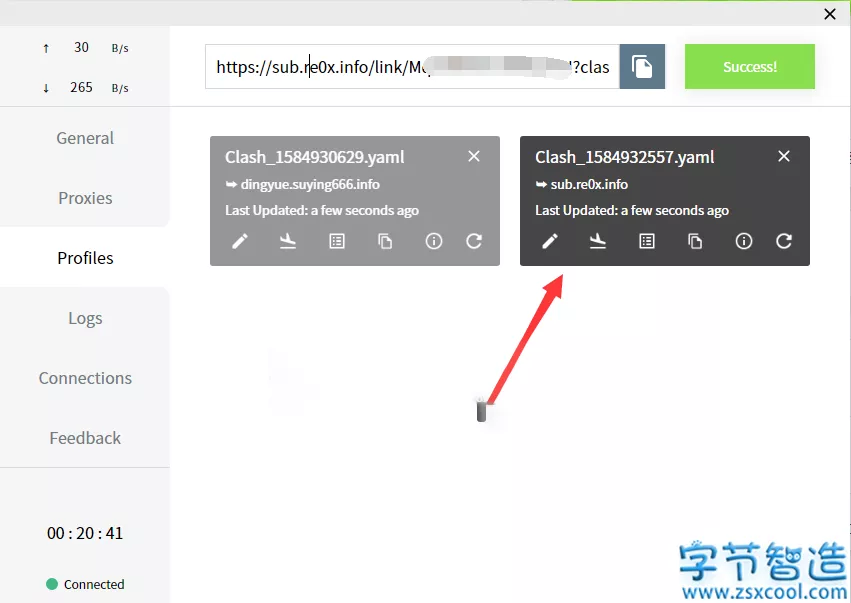 ↑ 30 B/s
↓ 265 B/s
General
Proxies
Profiles
Logs
Connections
Feedback
00 : 20 : 41
Connected
https://sub.re0x.info/link/ ?clas
Success!
Clash_1584930629.yaml
dingyue.suying666.info
Last Updated: a few seconds ago
Clash_1584932557.yaml
sub.re0x.info
Last Updated: a few seconds ago
字节智造
www.zsxcool.com